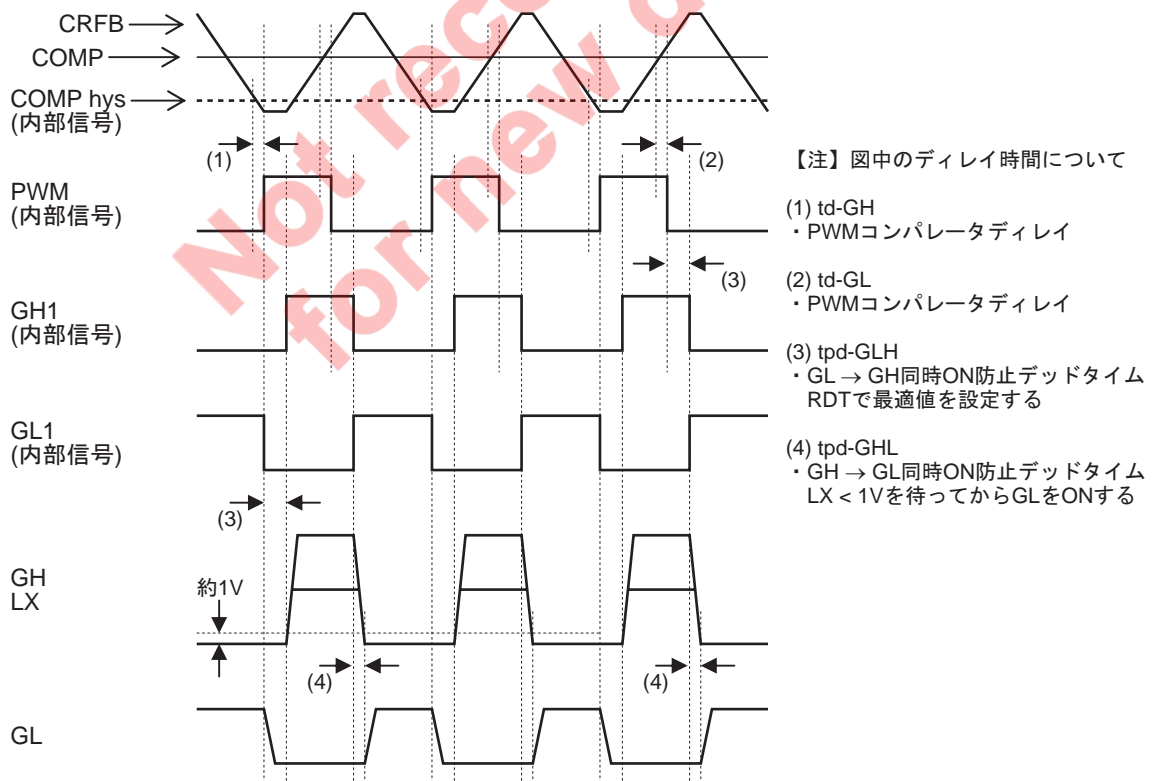 CRFB
COMP
COMP hys
(内部信号)
(1)
(2)
PWM
(内部信号)
(3)
GH1
(内部信号)
GL1
(内部信号)
(3)
GH
LX
約1V
(4)
(4)
GL
【注】図中のディレイ時間について
(1) td-GH
・PWMコンパレータディレイ
(2) td-GL
・PWMコンパレータディレイ
(3) tpd-GLH
・GL → GH同時ON防止デッドタイム
RDTで最適値を設定する
(4) tpd-GHL
・GH → GL同時ON防止デッドタイム
LX < 1Vを待ってからGLをONする
Not reco
for new d